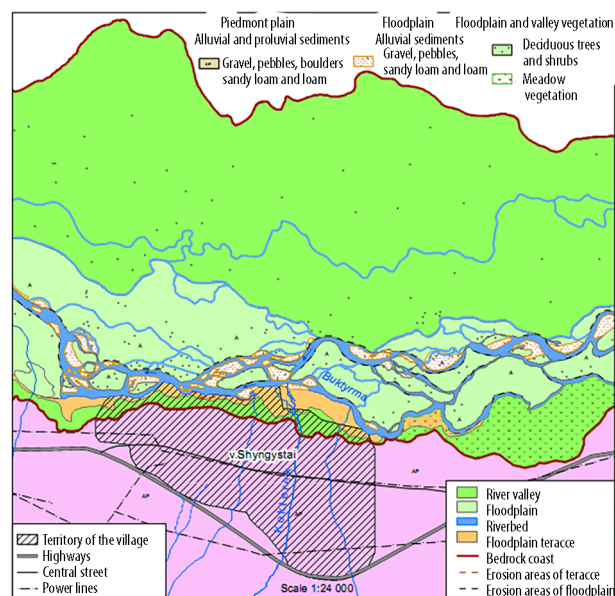 Piedmont plain
Alluvial and proluvial sediments
Gravel, pebbles, boulders
sandy loam and loam
Floodplain
Alluvial sediments
Gravel, pebbles,
sandy loam and loam
Floodplain and valley vegetation
Deciduous trees
and shrubs
Meadow
vegetation
Buktyrma
v.Shyngystai
AP
AP
AP
Territory of the village
Highways
Central street
Power lines
Scale 1:24 000
River valley
Floodplain
Riverbed
Floodplain teracce
Bedrock coast
Erosion areas of teracce
Erosion areas of floodplain